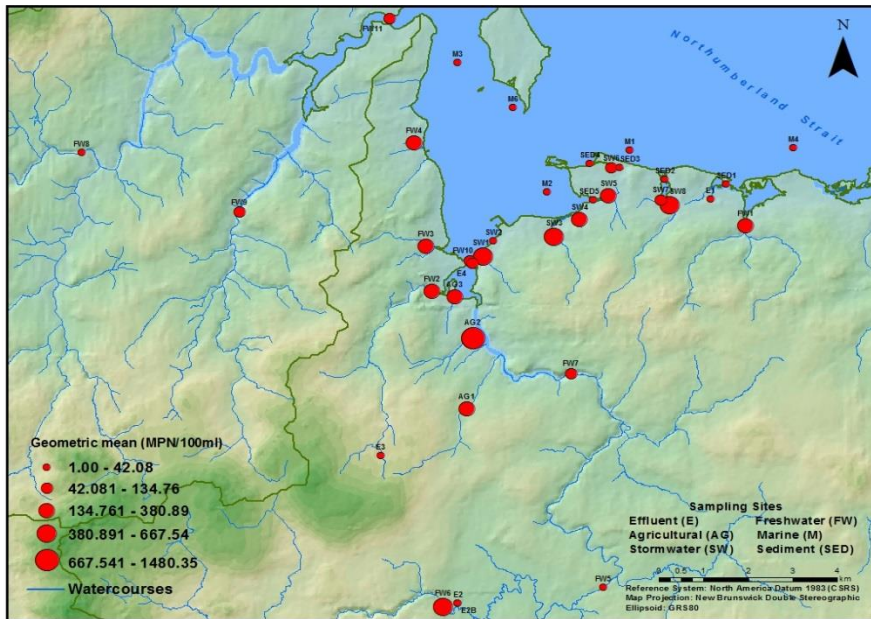 FW11
N
M3
Northumberland Strait
M6
FW4
FW8
M1
M4
SED4
SW6
SED3
SED2
SED1
M2
SED5
SW5
SW7
SW8
E1
FW9
SW4
FW1
SW3
FW3
SW2
SW1
FW10
E4
FW2
AG3
AG2
FW7
AG1
E3
Geometric mean (MPN/100ml)
1.00 - 42.08
42.081 - 134.76
134.761 - 380.89
380.891 - 667.54
667.541 - 1480.35
Watercourses
Sampling Sites
Effluent (E) Freshwater (FW)
Agricultural (AG) Marine (M)
Stormwater (SW) Sediment (SED)
0 0.5 1 2 3 4
km
FW5
Reference System: North America Datum 1983 (CSRS)
Map Projection: New Brunswick Double Stereographic
Ellipsoid: GRS80
FW6
E2
E2B